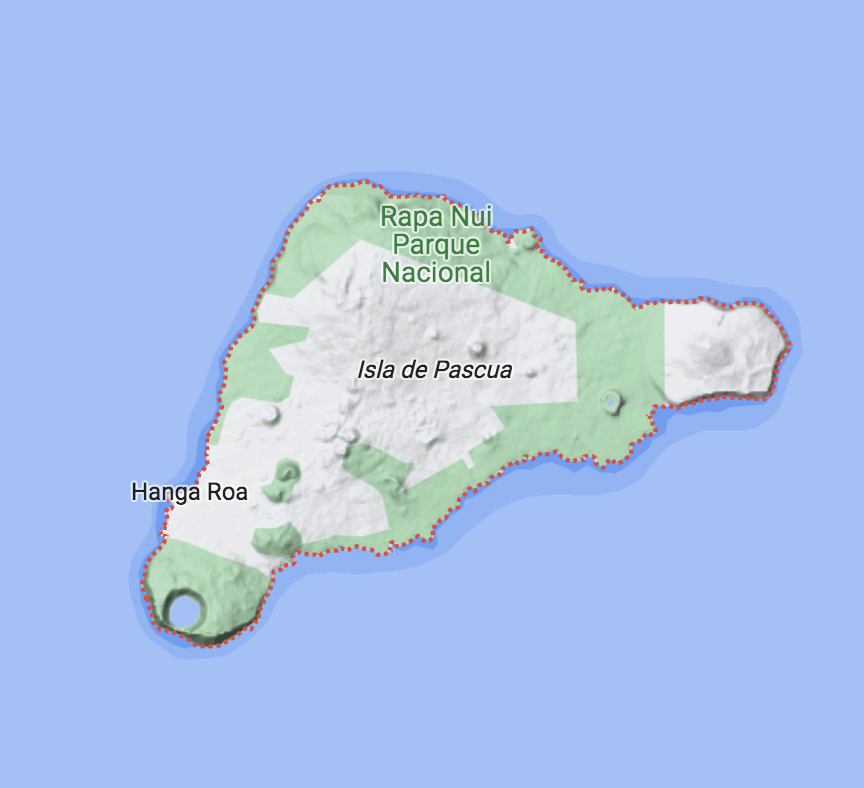 Rapa Nui
Parque
Nacional
Isla de Pascua
Hanga Roa